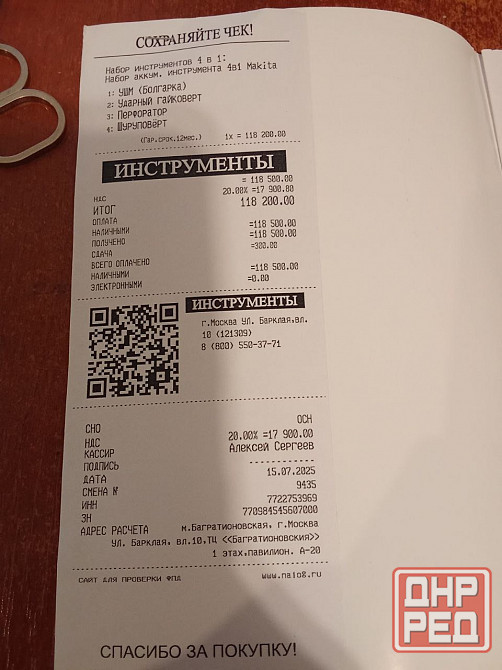 СОХРАНЯЙТЕ ЧЕК!
Набор инструментов 4 в 1:
Набор аккум. инструмента 4в1 Makita
1: УШМ (Болгарка)
2: Ударный гайковерт
3: Перфоратор
4: Шуруповёрт
(Гар.срок.12мес.) 1х = 118 200.00
ИНСТРУМЕНТЫ
= 118 500.00
НДС 20.00% =17 900.00
ИТОГ 118 200.00
ОПЛАТА
НАЛИЧНЫМИ =118 500.00
ПОЛУЧЕНО =118 500.00
СДАЧА =300.00
ВСЕГО ОПЛАЧЕНО
НАЛИЧНЫМИ =118 500.00
ЭЛЕКТРОННЫМИ =0.00
ИНСТРУМЕНТЫ
г.Москва Ул. Барклая,вл.
10 (121309)
8 (800) 550-37-71
СНО ОСН
НДС 20.00% =17 900.00
КАССИР Алексей Сергеев
ПОДПИСЬ
ДАТА 15.07.2025
СМЕНА № 9435
ИНН 7722753969
ЗН 770984545607000
АДРЕС РАСЧЕТА м.Багратионовская, г.Москва
Ул. Барклая, вл.10,ТЦ <<Багратионовския>>
1 этах.павилион. А-20
САЙТ ДЛЯ ПРОВЕРКИ ФПД www.nalo8.ru
СПАСИБО ЗА ПОКУПКУ!
ДНР
РЕД